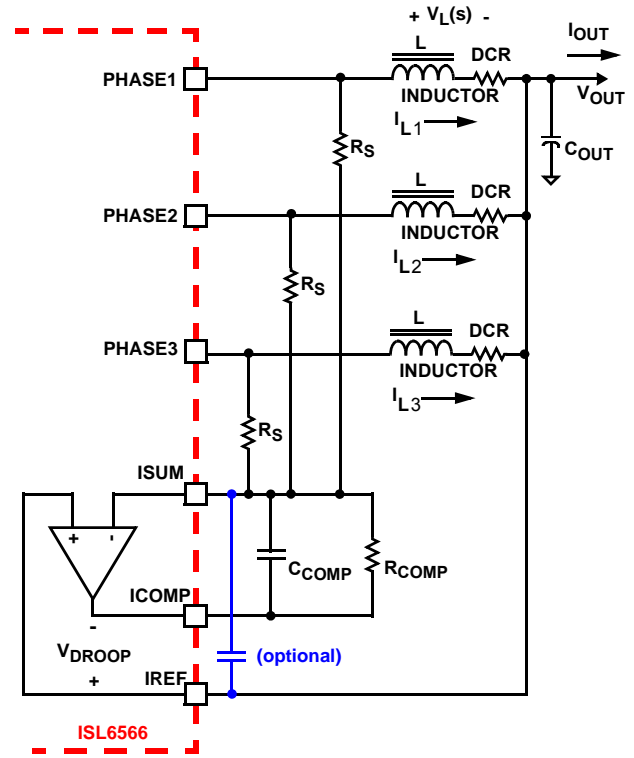 + VL(s) -
IOUT
L
DCR
PHASE1
INDUCTOR
VOUT
IL1
COUT
RS
L
DCR
PHASE2
INDUCTOR
IL2
RS
L
DCR
PHASE3
INDUCTOR
IL3
RS
ISUM
+ -
CCOMP
RCOMP
ICOMP
-
VDROOP
(optional)
+
IREF
ISL6566